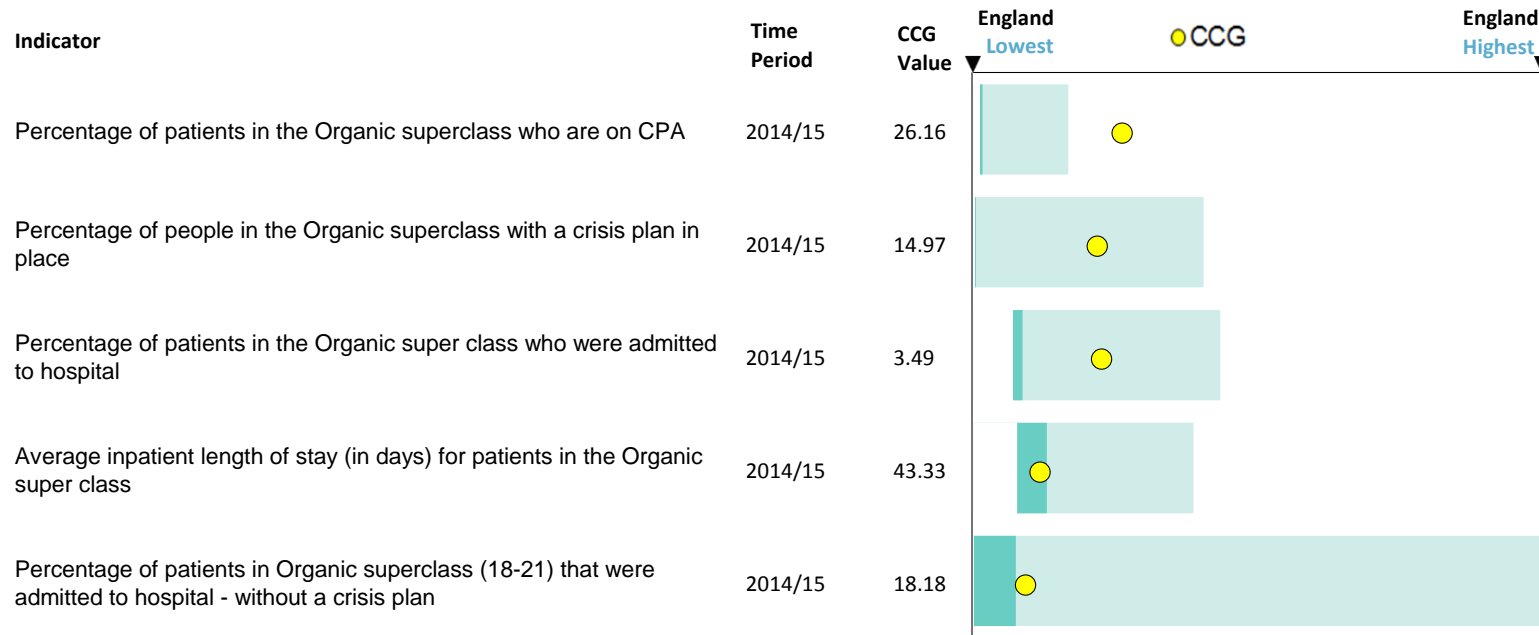 Indicator
Time
Period
CCG
Value
England
Lowest
CCG
England
Highest
Percentage of patients in the Organic superclass who are on CPA
2014/15
26.16
Percentage of people in the Organic superclass with a crisis plan in
place
2014/15
14.97
Percentage of patients in the Organic super class who were admitted
to hospital
2014/15
3.49
Average inpatient length of stay (in days) for patients in the Organic
super class
2014/15
43.33
Percentage of patients in Organic superclass (18-21) that were
admitted to hospital - without a crisis plan
2014/15
18.18